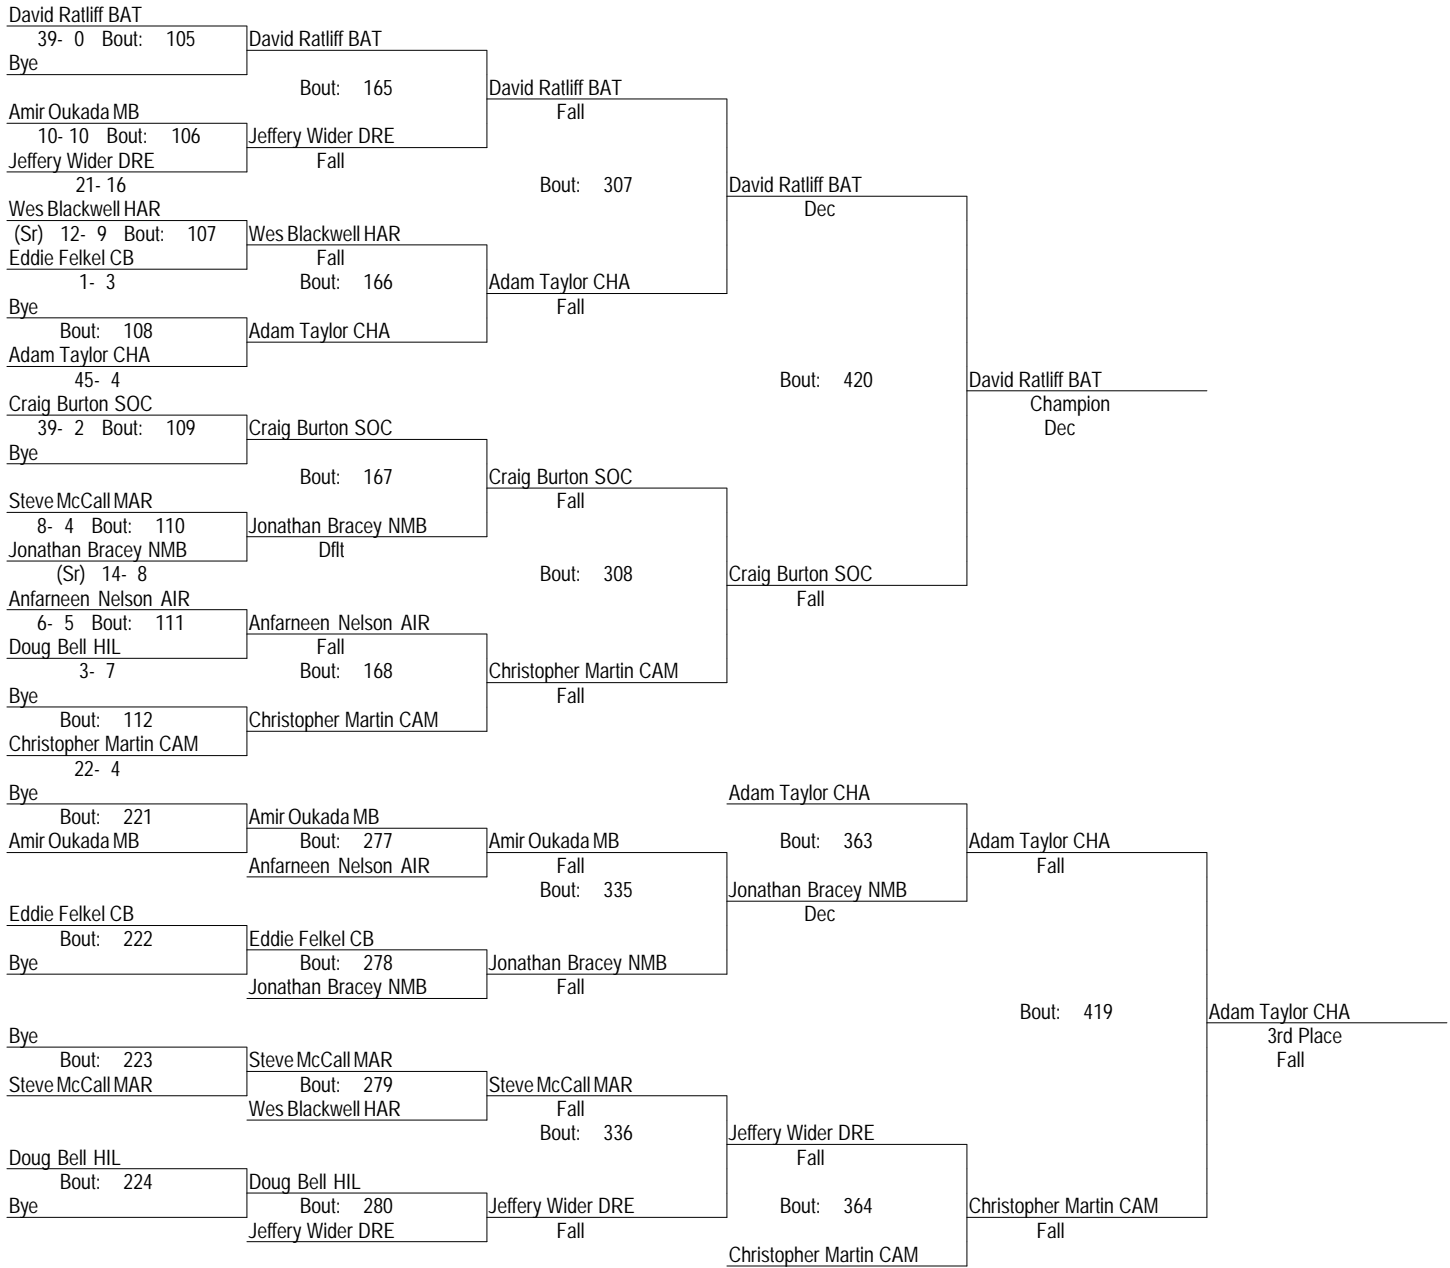 David Ratliff BAT
39- 0 Bout: 105
Bye
David Ratliff BAT
Bout: 165
Amir Oukada MB
10- 10 Bout: 106
Jeffery Wider DRE
21- 16
Jeffery Wider DRE
Fall
David Ratliff BAT
Fall
Bout: 307
Wes Blackwell HAR
(Sr) 12- 9 Bout: 107
Eddie Felkel CB
1- 3
Wes Blackwell HAR
Fall
Bout: 166
Bye
Bout: 108
Adam Taylor CHA
45- 4
Adam Taylor CHA
Adam Taylor CHA
Fall
David Ratliff BAT
Dec
Bout: 420
Craig Burton SOC
39- 2 Bout: 109
Bye
Craig Burton SOC
Bout: 167
Steve McCall MAR
8- 4 Bout: 110
Jonathan Bracey NMB
(Sr) 14- 8
Jonathan Bracey NMB
Dflt
Craig Burton SOC
Fall
Bout: 308
Anfarneen Nelson AIR
6- 5 Bout: 111
Doug Bell HIL
3- 7
Anfarneen Nelson AIR
Fall
Bout: 168
Bye
Bout: 112
Christopher Martin CAM
22- 4
Christopher Martin CAM
Christopher Martin CAM
Fall
Craig Burton SOC
Fall
David Ratliff BAT
Champion
Dec
Bye
Bout: 221
Amir Oukada MB
Amir Oukada MB
Bout: 277
Anfarneen Nelson AIR
Amir Oukada MB
Fall
Bout: 335
Eddie Felkel CB
Bout: 222
Bye
Eddie Felkel CB
Bout: 278
Jonathan Bracey NMB
Jonathan Bracey NMB
Fall
Adam Taylor CHA
Bout: 363
Jonathan Bracey NMB
Dec
Adam Taylor CHA
Fall
Bout: 419
Bye
Bout: 223
Steve McCall MAR
Steve McCall MAR
Bout: 279
Wes Blackwell HAR
Steve McCall MAR
Fall
Bout: 336
Doug Bell HIL
Bout: 224
Bye
Doug Bell HIL
Bout: 280
Jeffery Wider DRE
Jeffery Wider DRE
Fall
Jeffery Wider DRE
Fall
Bout: 364
Christopher Martin CAM
Christopher Martin CAM
Fall
Adam Taylor CHA
3rd Place
Fall